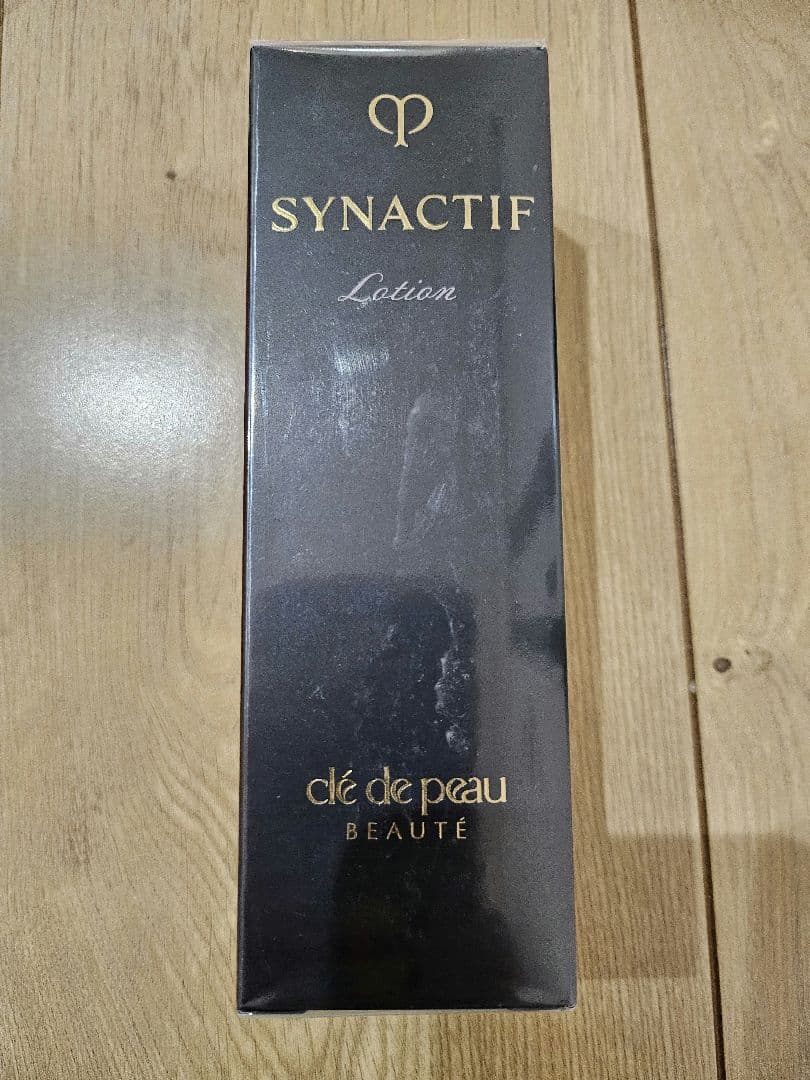 SYNACTIF
Lotion
clé de peau
BEAUTÉ